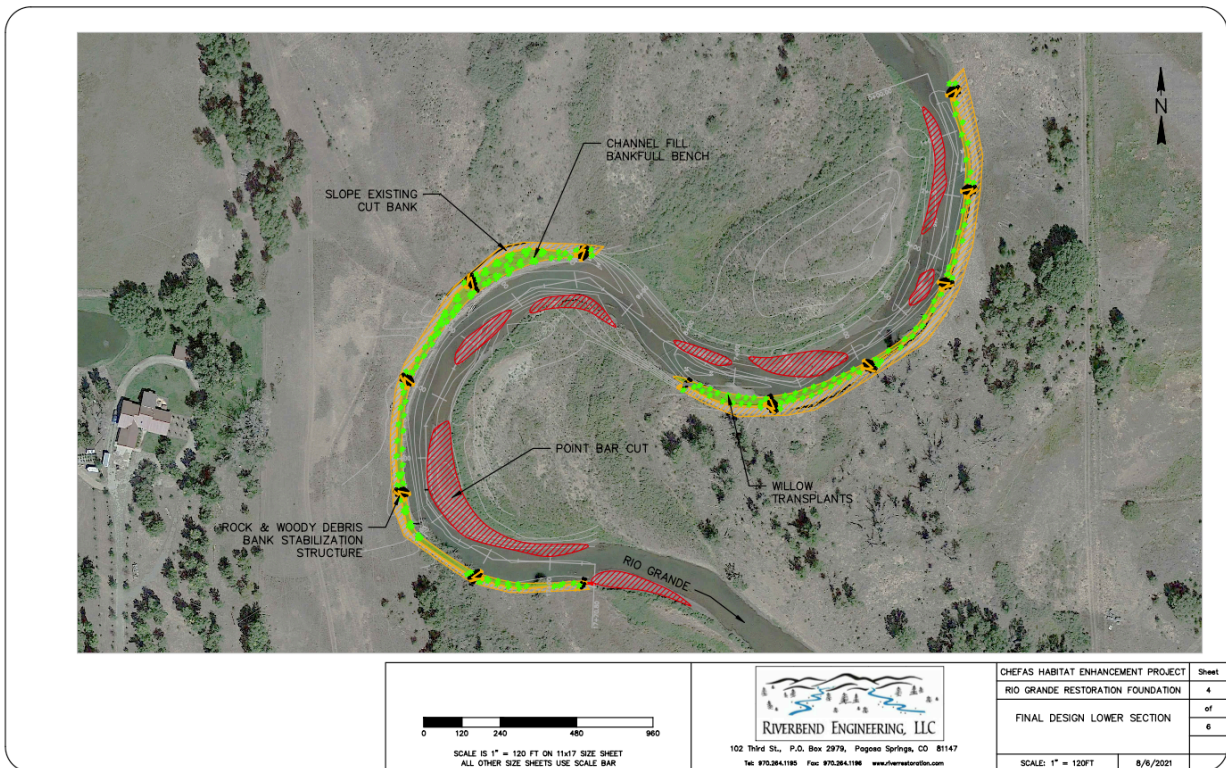 CHANNEL FILL
BANKFULL BENCH
N
SLOPE EXISTING
CUT BANK
POINT BAR CUT
WILLOW
TRANSPLANTS
ROCK & WOODY DEBRIS
BANK STABILIZATION
STRUCTURE
RIO GRANDE
0 120 240 480 960
SCALE IS 1" = 120 FT ON 11x17 SIZE SHEET
ALL OTHER SIZE SHEETS USE SCALE BAR
RIVERBEND ENGINEERING, LLC
102 Third St., P.O. Box 2979, Pagosa Springs, CO 81147
Tel: 970.264.1195 Fax: 970.264.1196 www.riverrestoration.com
CHEFAS HABITAT ENHANCEMENT PROJECT
Sheet
RIO GRANDE RESTORATION FOUNDATION
4
of
FINAL DESIGN LOWER SECTION
6
SCALE: 1" = 120FT
8/6/2021